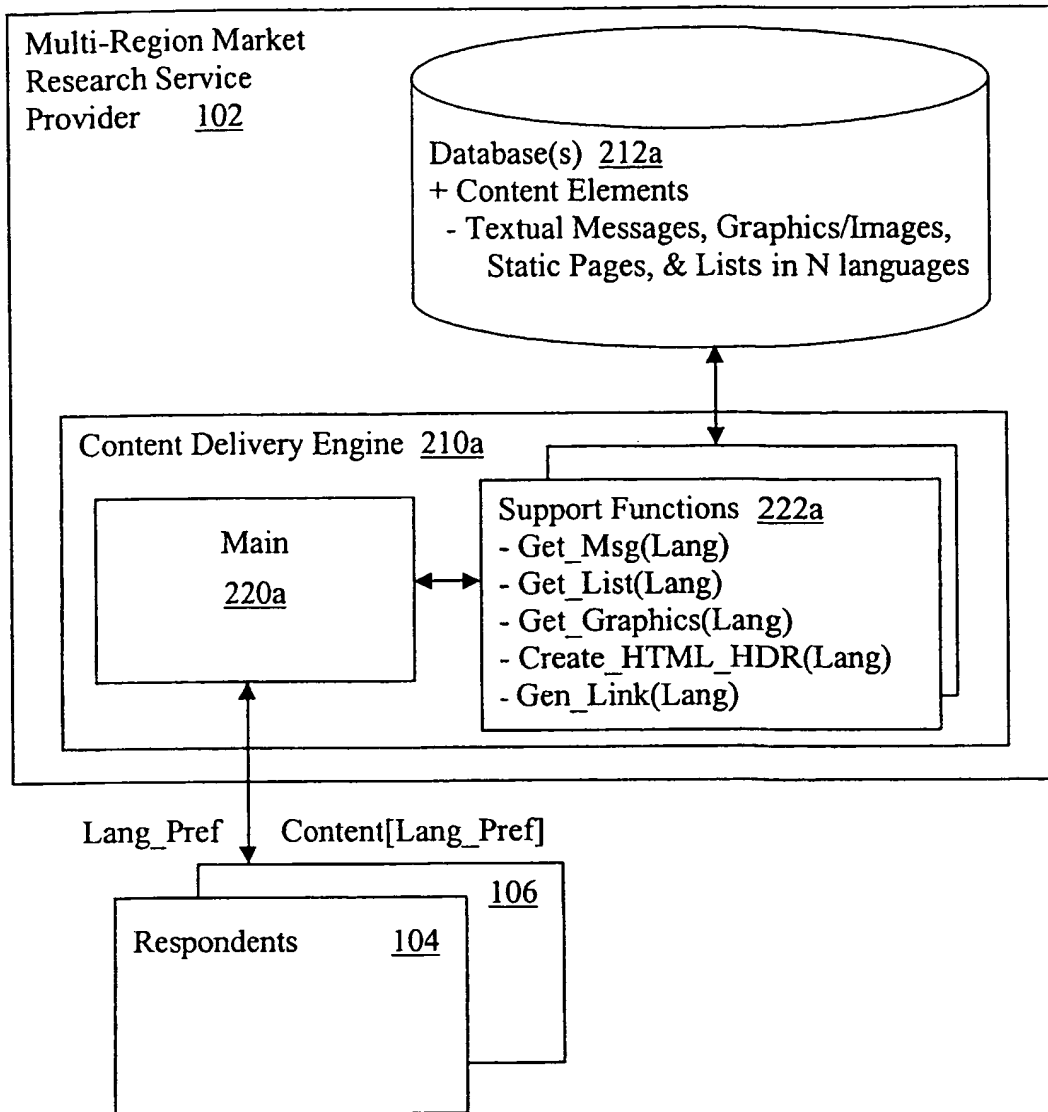 Multi-Region Market
Research Service
Provider 102
Database(s) 212a
+ Content Elements
- Textual Messages, Graphics/Images,
Static Pages, & Lists in N languages
Content Delivery Engine 210a
Main
220a
Support Functions 222a
- Get_Msg(Lang)
- Get_List(Lang)
- Get_Graphics(Lang)
- Create_HTML_HDR(Lang)
- Gen_Link(Lang)
Lang_Pref Content[Lang_Pref]
106
Respondents 104